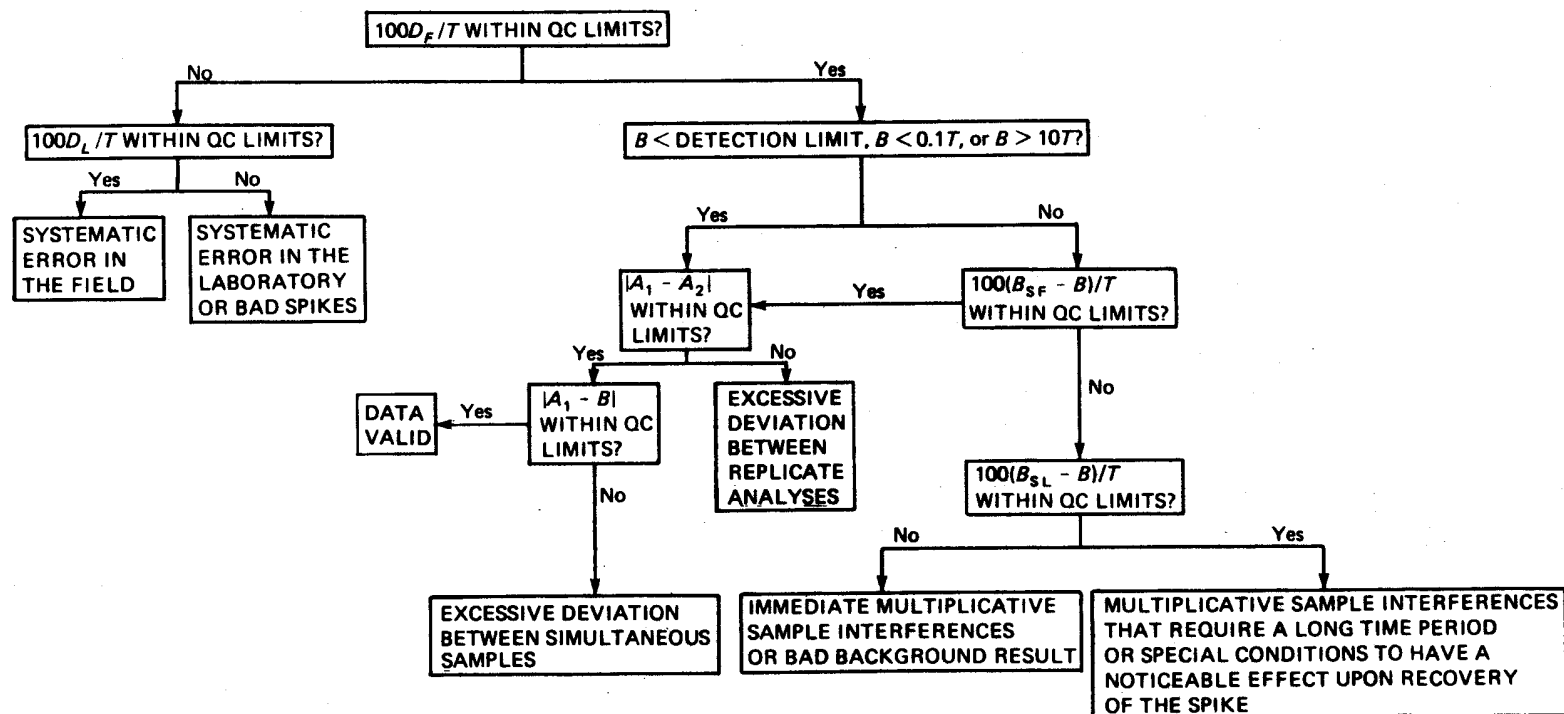 100D_F/T WITHIN QC LIMITS?
No
Yes
100D_L/T WITHIN QC LIMITS?
B < DETECTION LIMIT, B < 0.1T, or B > 10T?
Yes
No
SYSTEMATIC
ERROR IN
THE FIELD
SYSTEMATIC
ERROR IN THE
LABORATORY
OR BAD SPIKES
Yes
No
|A₁ - A₂|
WITHIN QC
LIMITS?
Yes
100(B_SF - B)/T
WITHIN QC LIMITS?
Yes
No
No
DATA
VALID
Yes
|A₁ - B|
WITHIN QC
LIMITS?
EXCESSIVE
DEVIATION
BETWEEN
REPLICATE
ANALYSES
No
100(B_SL - B)/T
WITHIN QC LIMITS?
No
Yes
EXCESSIVE DEVIATION
BETWEEN SIMULTANEOUS
SAMPLES
IMMEDIATE MULTIPLICATIVE
SAMPLE INTERFERENCES
OR BAD BACKGROUND RESULT
MULTIPLICATIVE SAMPLE INTERFERENCES
THAT REQUIRE A LONG TIME PERIOD
OR SPECIAL CONDITIONS TO HAVE A
NOTICEABLE EFFECT UPON RECOVERY
OF THE SPIKE